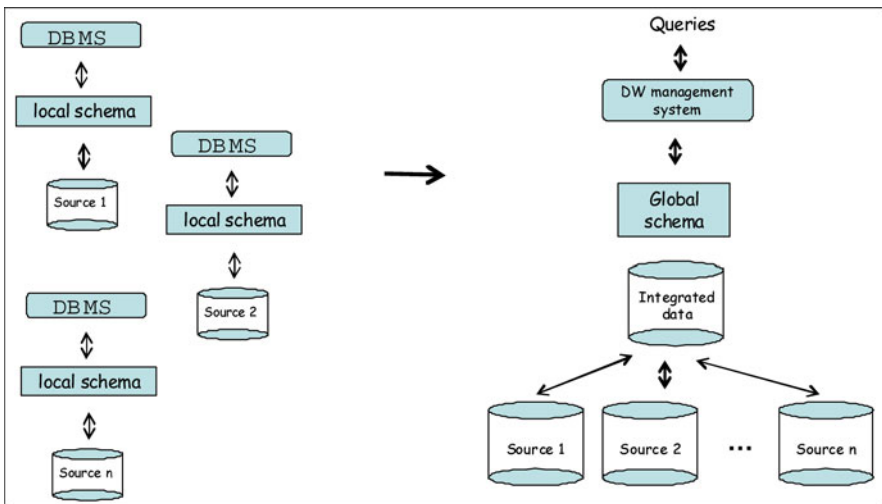 DBMS
local schema
Source 1
DBMS
local schema
Source 2
DBMS
local schema
Source n
Queries
DW management
system
Global
schema
Integrated
data
Source 1
Source 2
...
Source n